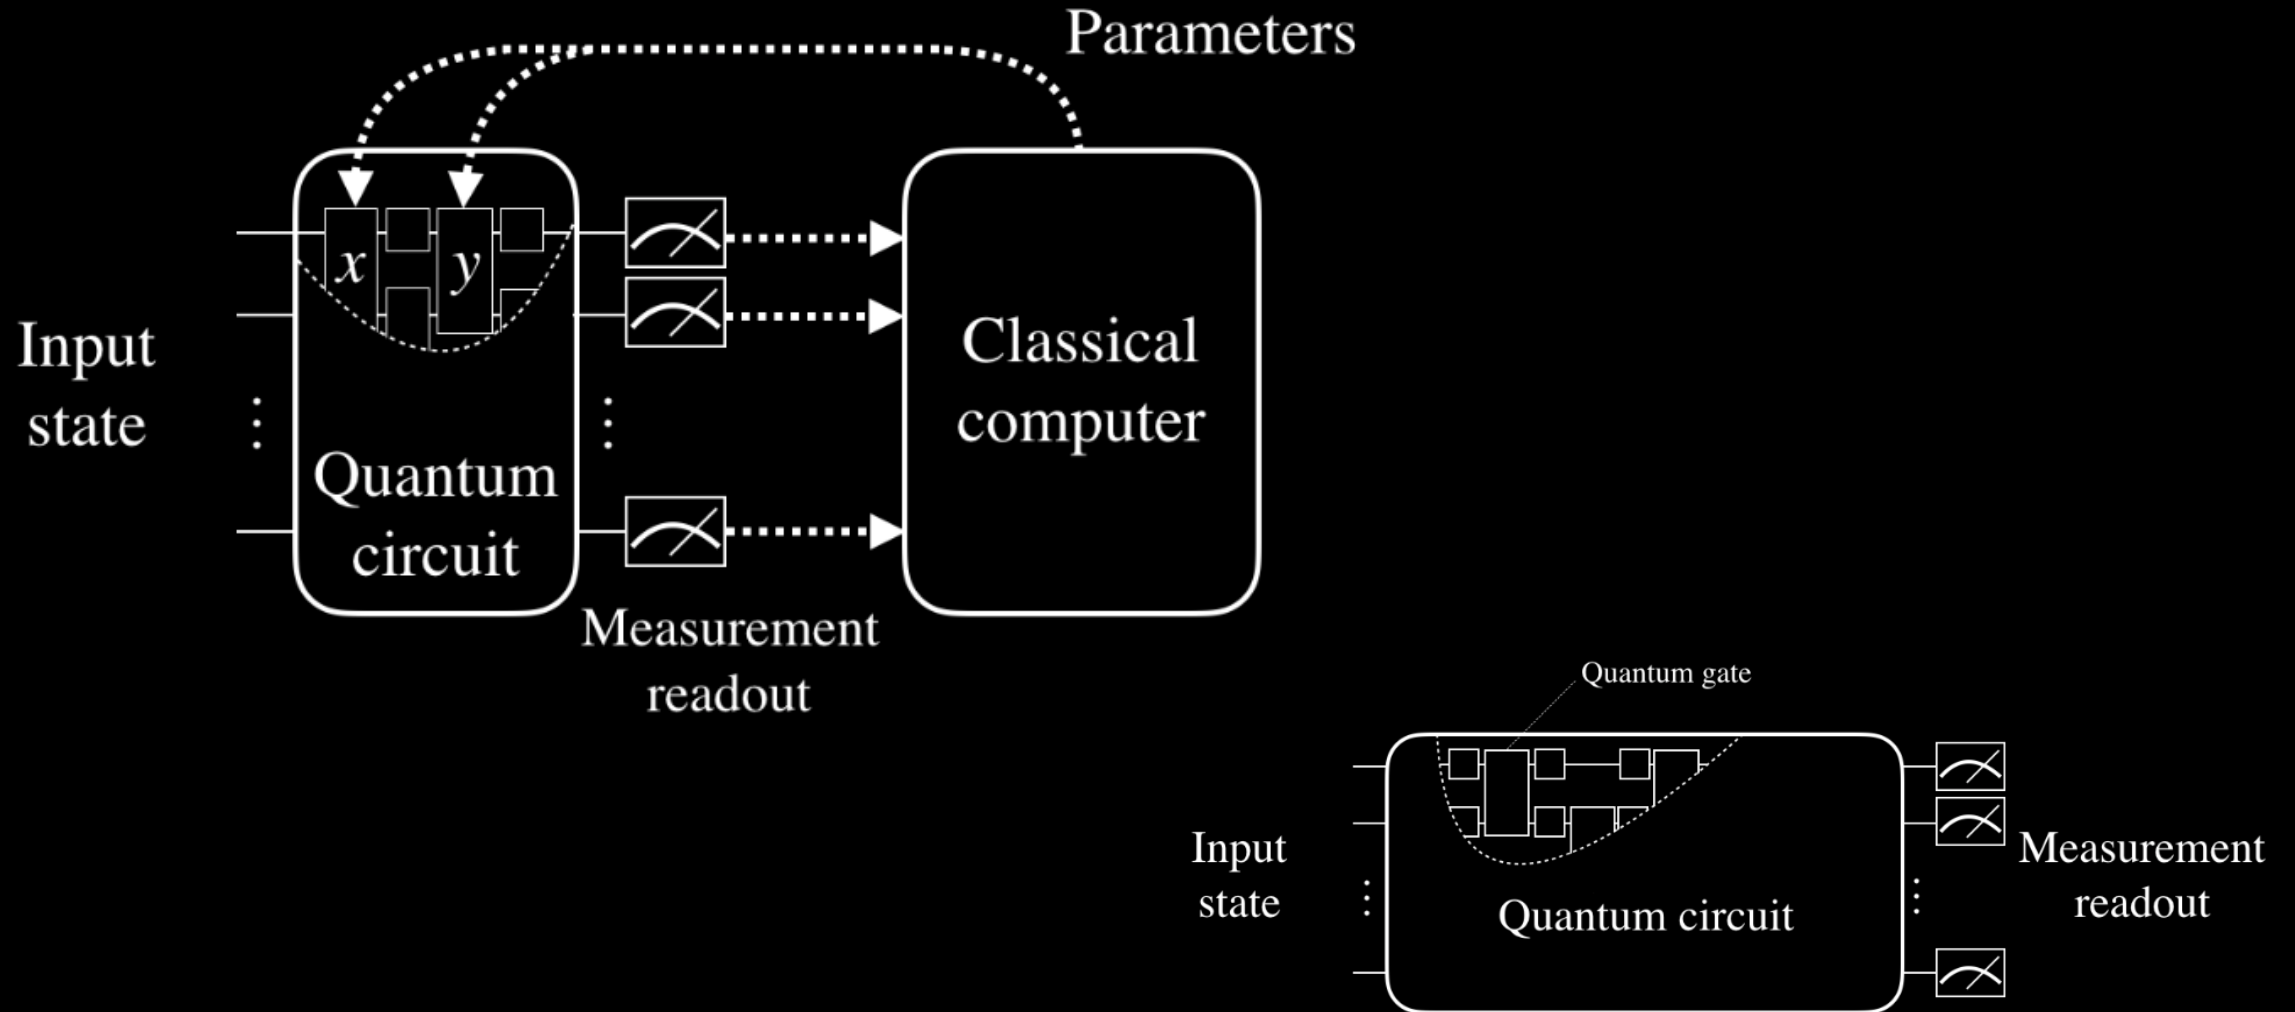 Parameters
x
y
Input
state
Quantum
circuit
Classical
computer
Measurement
readout
Quantum gate
Input
state
Quantum circuit
Measurement
readout